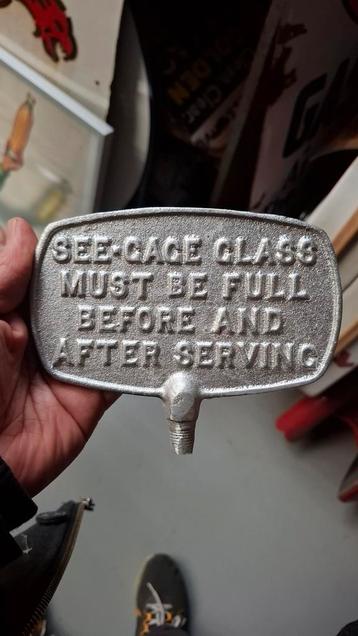 SEE-GAGE GLASS
MUST BE FULL
BEFORE AND
AFTER SERVING